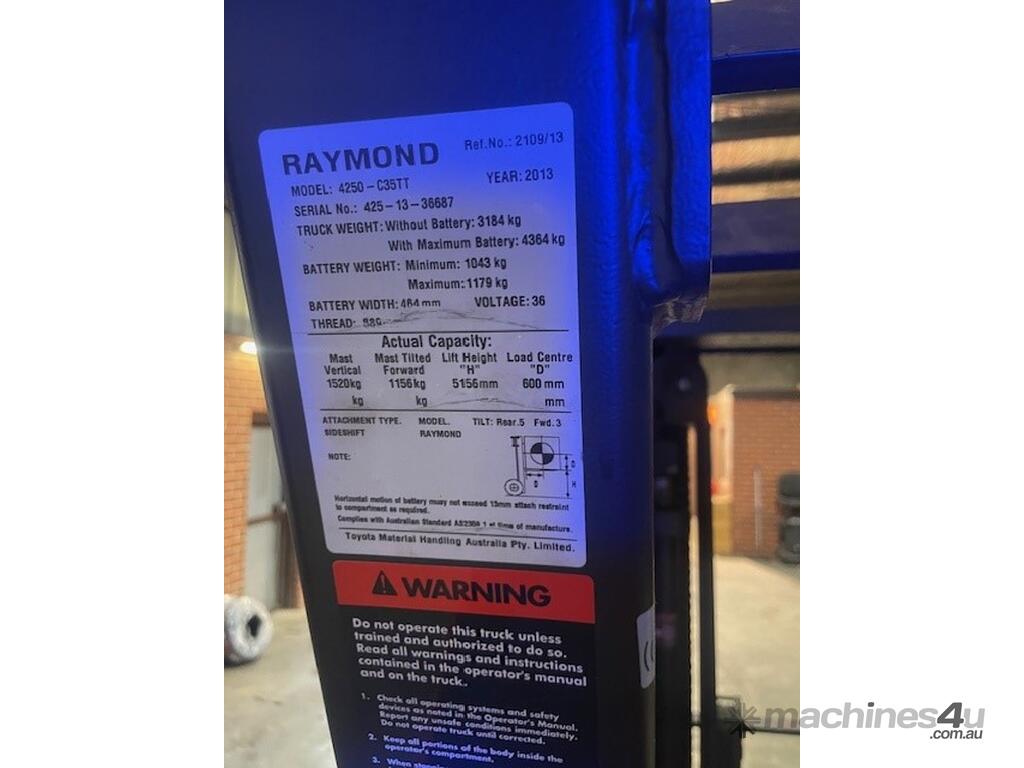 RAYMOND Ref.No.: 2109/13
MODEL: 4250-C35TT YEAR: 2013
SERIAL No.: 425-13-36687
TRUCK WEIGHT: Without Battery: 3184 kg
With Maximum Battery: 4364 kg
BATTERY WEIGHT: Minimum: 1043 kg
Maximum: 1179 kg
BATTERY WIDTH: 464 mm VOLTAGE: 36
THREAD:
Actual Capacity:
Mast Mast Tilted Lift Height Load Centre
Vertical Forward "H" "D"
1520kg 1156kg 5156mm 600 mm
kg kg mm
ATTACHMENT TYPE. MODEL. TILT: Rear.5 Fwd.3
SIDESHIFT RAYMOND
NOTE:
D
D H
Horizontal motion of battery muay not exceed 13mm attach restraint
to compartment as required.
Complies with Australian Standard AS2359.1 at time of manufacture.
Toyota Material Handling Australia Pty. Limited.
WARNING
Do not operate this truck unless
trained and authorized to do so.
Read all warnings and instructions
contained in the operator's manual
and on the truck.
1. Check all operating systems and safety
devices as noted in the Operator's Manual.
Report any unsafe conditions immediately.
Do not operate truck until corrected.
2. Keep all portions of the body inside the
operator's compartment.
3. When
machines4u
.com.au